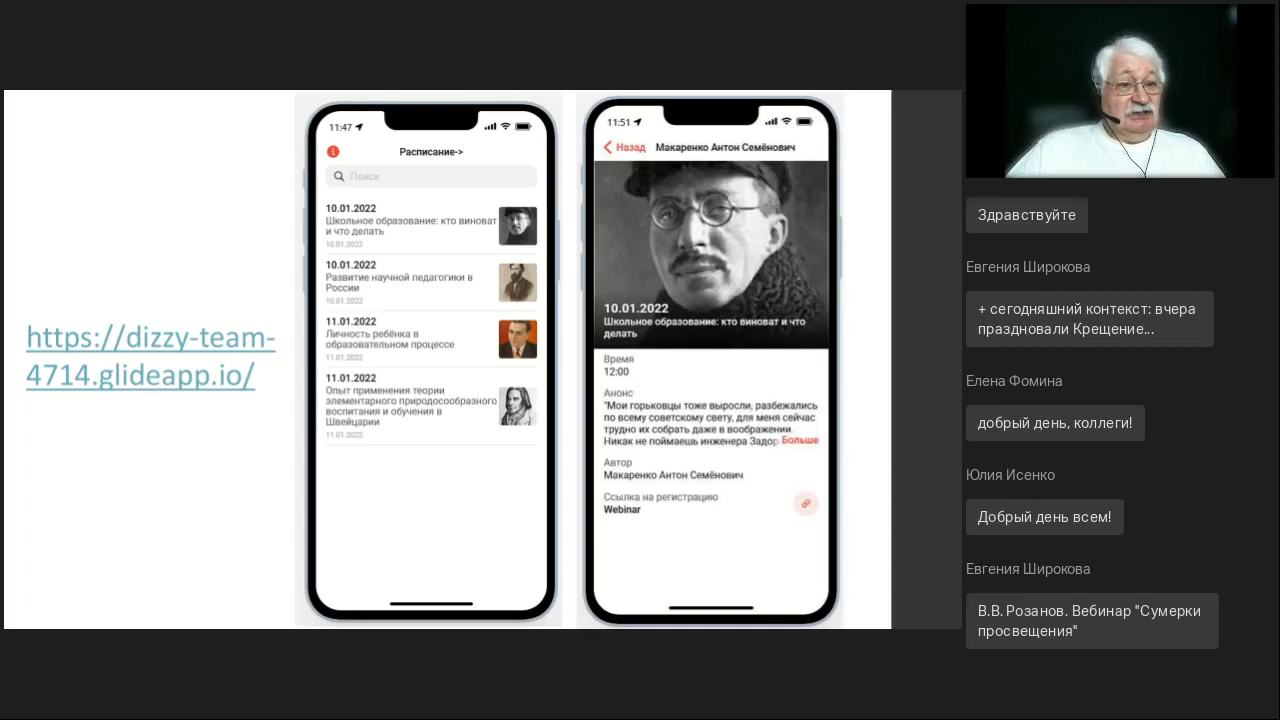 https://dizzy-team-
4714.glideapp.io/
11:47
Расписание->
Поиск
10.01.2022
Школьное образование: кто виноват
и что делать
10.01.2022
10.01.2022
Развитие научной педагогики в
России
10.01.2022
11.01.2022
Личность ребёнка в
образовательном процессе
11.01.2022
11.01.2022
Опыт применения теории
элементарного природосообразного
воспитания и обучения в
Швейцарии
11.01.2022
11:51
Назад Макаренко Антон Семёнович
10.01.2022
Школьное образование: кто виноват и что
делать
Время
12:00
Анонс
"Мои горьковцы тоже выросли, разбежались
по всему советскому свету, для меня сейчас
трудно их собрать даже в воображении.
Никак не поймаешь инженера Задор Больше
Автор
Макаренко Антон Семёнович
Ссылка на регистрацию
Webinar
Здравствуйте
Евгения Широкова
+ сегодняшний контекст: вчера
праздновали Крещение...
Елена Фомина
добрый день, коллеги!
Юлия Исенко
Добрый день всем!
Евгения Широкова
В.В. Розанов. Вебинар "Сумерки
просвещения"